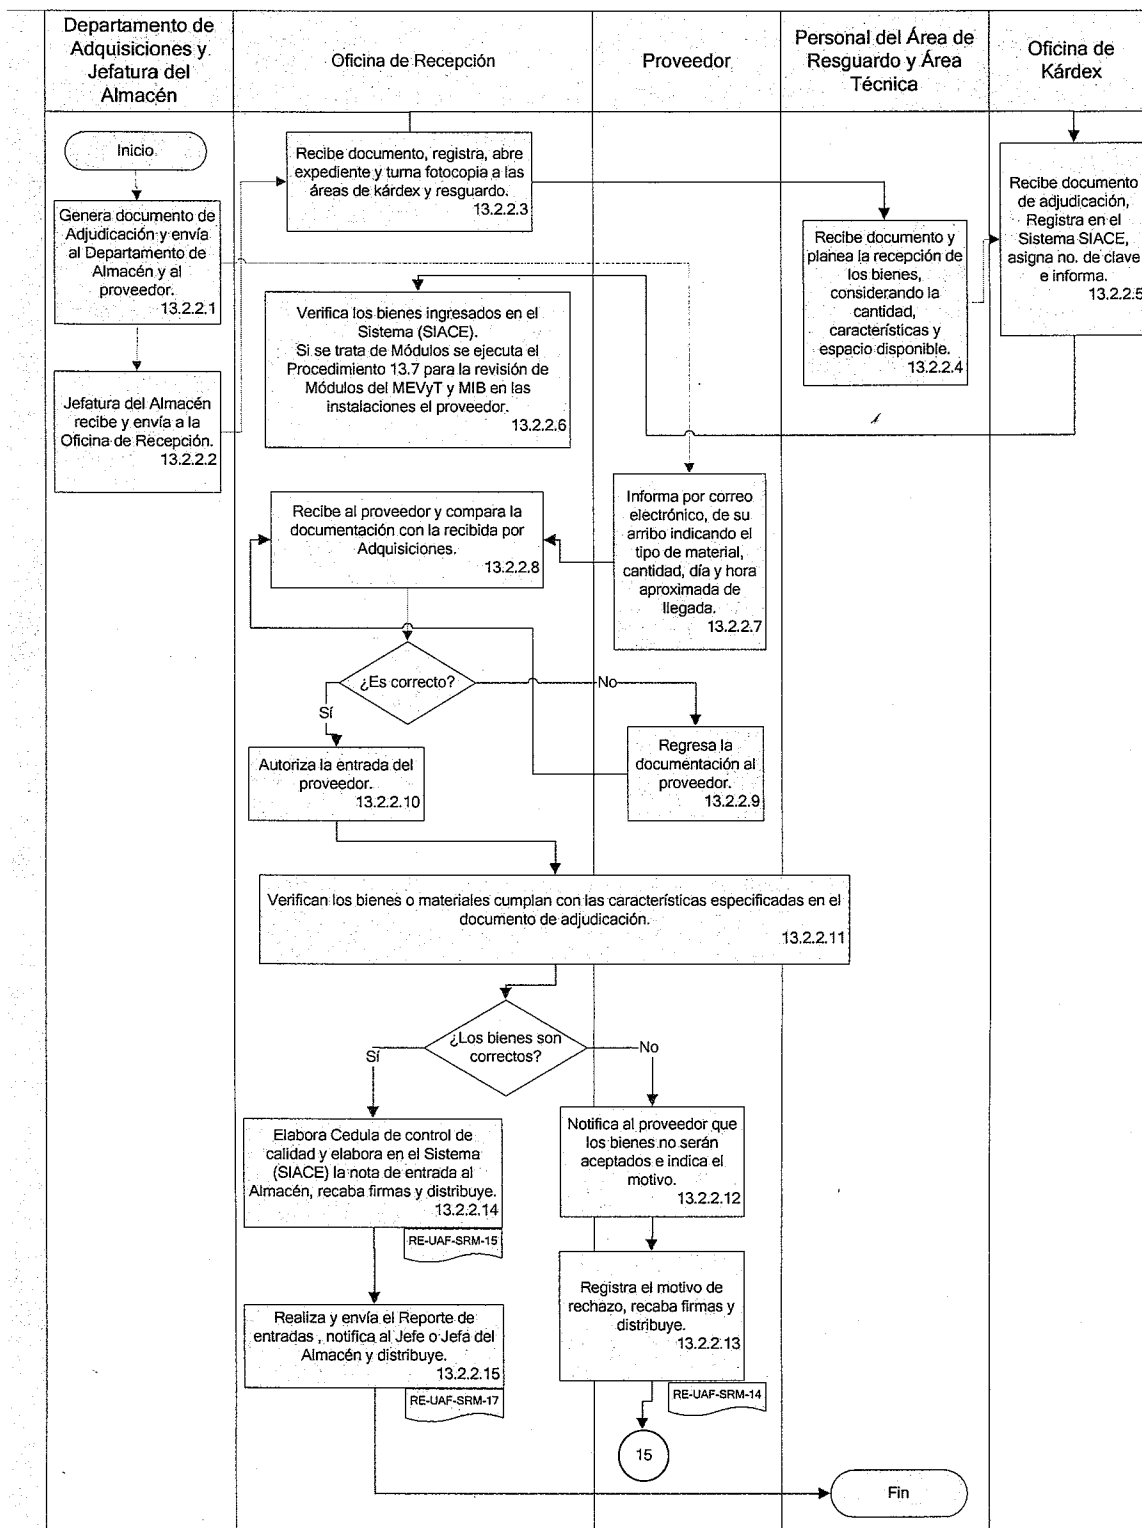 Departamento de
Adquisiciones y
Jefatura del
Almacén
Oficina de Recepción
Proveedor
Personal del Área de
Resguardo y Área
Técnica
Oficina de
Kárdex
Inicio
Genera documento de
Adjudicación y envía
al Departamento de
Almacén y al
proveedor.
13.2.2.1
Jefatura del Almacén
recibe y envía a la
Oficina de Recepción.
13.2.2.2
Recibe documento, registra, abre
expediente y turna fotocopia a las
áreas de kárdex y resguardo.
13.2.2.3
Recibe documento y
planea la recepción de
los bienes,
considerando la
cantidad,
características y
espacio disponible.
13.2.2.4
Recibe documento
de adjudicación,
Registra en el
Sistema SIACE,
asigna no. de clave
e informa.
13.2.2.5
Verifica los bienes ingresados en el
Sistema (SIACE).
Si se trata de Módulos se ejecuta el
Procedimiento 13.7 para la revisión de
Módulos del MEVyT y MIB en las
instalaciones el proveedor.
13.2.2.6
Informa por correo
electrónico, de su
arribo indicando el
tipo de material,
cantidad, día y hora
aproximada de
llegada.
13.2.2.7
Recibe al proveedor y compara la
documentación con la recibida por
Adquisiciones.
13.2.2.8
¿Es correcto?
No
Sí
Regresa la
documentación al
proveedor.
13.2.2.9
Autoriza la entrada del
proveedor.
13.2.2.10
Verifican los bienes o materiales cumplan con las características especificadas en el
documento de adjudicación.
13.2.2.11
¿Los bienes son
correctos?
Sí
No
Notifica al proveedor que
los bienes no serán
aceptados e indica el
motivo.
13.2.2.12
Registra el motivo de
rechazo, recaba firmas y
distribuye.
13.2.2.13
RE-UAF-SRM-14
15
Elabora Cedula de control de
calidad y elabora en el Sistema
(SIACE) la nota de entrada al
Almacén, recaba firmas y distribuye.
13.2.2.14
RE-UAF-SRM-15
Realiza y envía el Reporte de
entradas , notifica al Jefe o Jefa del
Almacén y distribuye.
13.2.2.15
RE-UAF-SRM-17
Fin